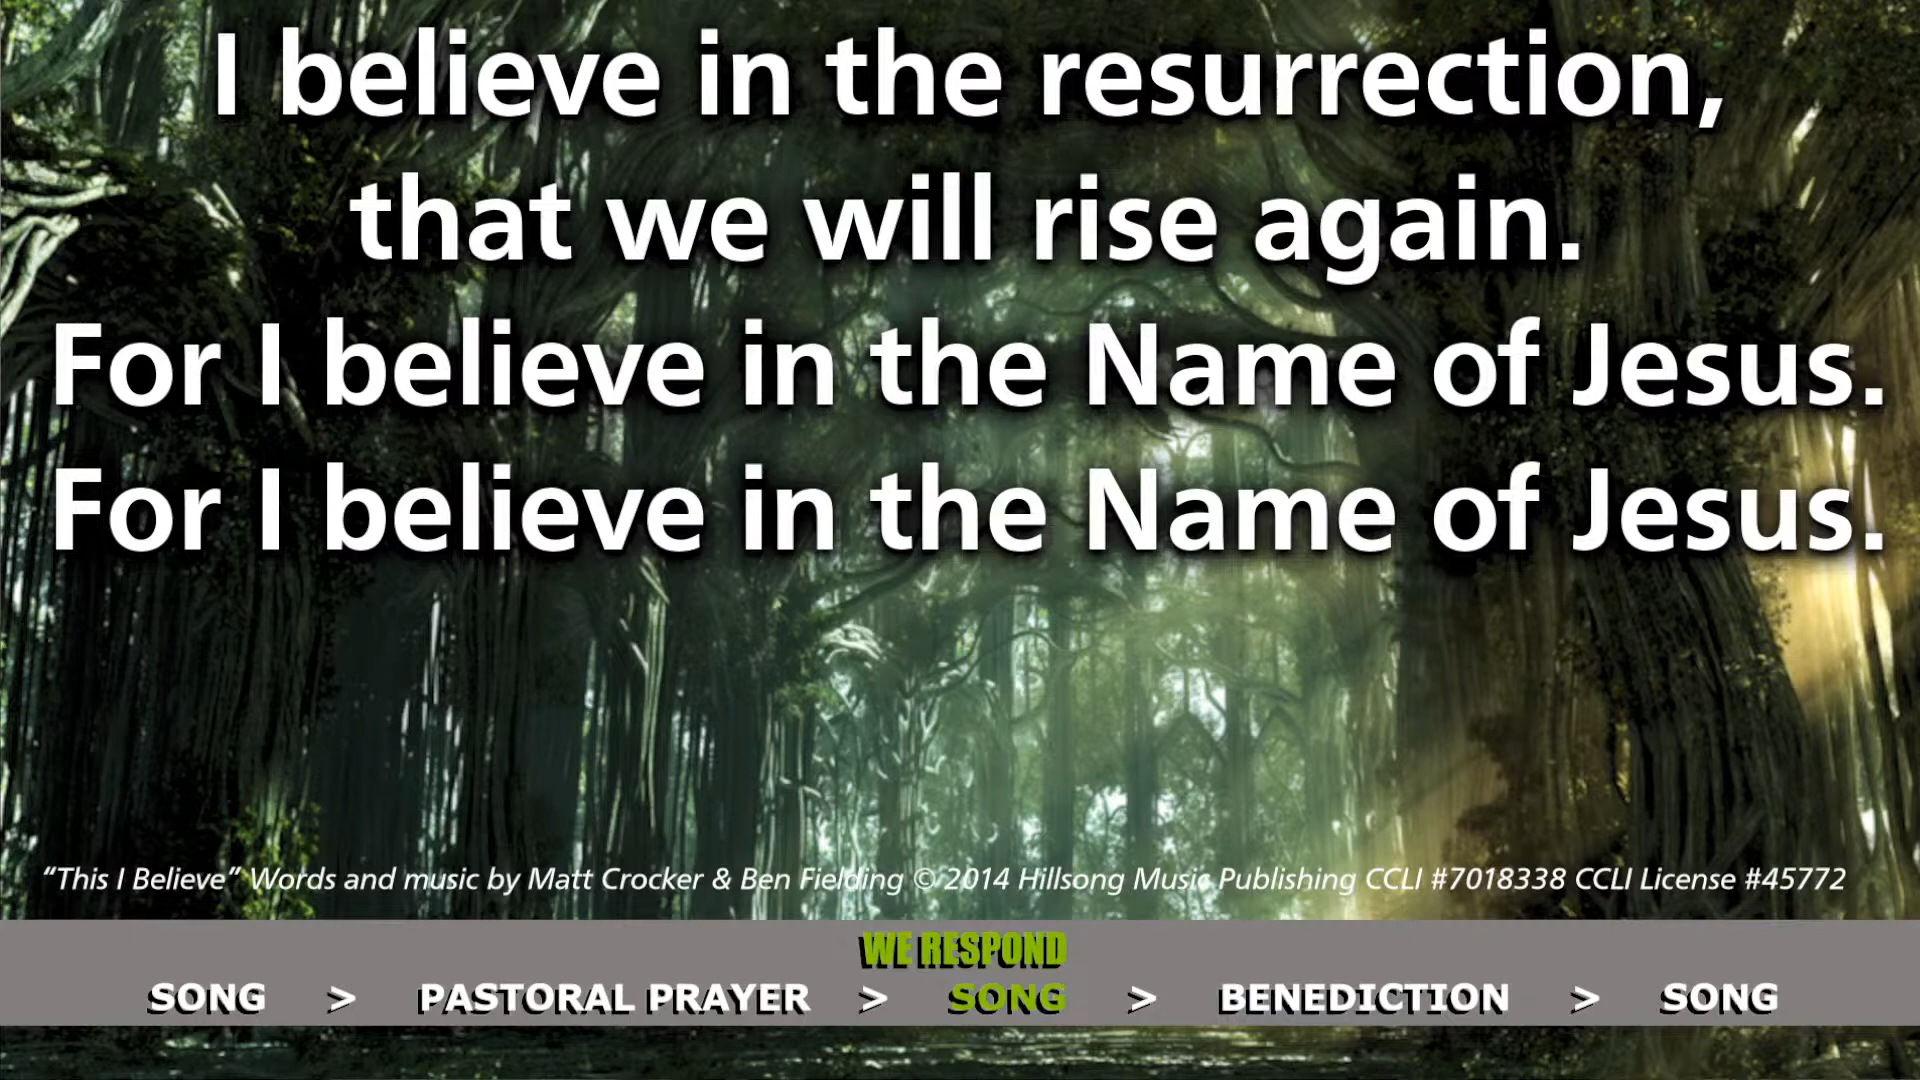 I believe in the resurrection,
that we will rise again.
For I believe in the Name of Jesus.
For I believe in the Name of Jesus.
“This I Believe” Words and music by Matt Crocker & Ben Fielding © 2014 Hillsong Music Publishing CCLI #7018338 CCLI License #45772
WE RESPOND
SONG > PASTORAL PRAYER > SONG > BENEDICTION > SONG